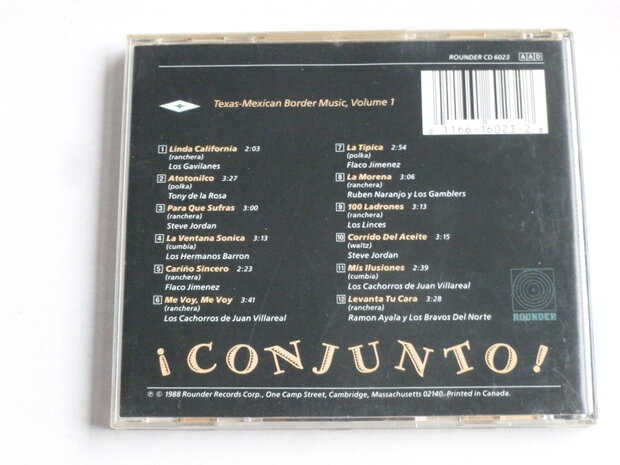 ROUNDER CD 6023 AAD
Texas-Mexican Border Music, Volume 1
0 1166-16023-2 8
1 Linda California 2:03
(ranchera)
Los Gavilanes
2 Atotonilco 3:27
(polka)
Tony de la Rosa
3 Para Que Sufras 3:00
(ranchera)
Steve Jordan
4 La Ventana Sonica 3:13
(cumbia)
Los Hermanos Barron
5 Cariño Sincero 2:23
(ranchera)
Flaco Jimenez
6 Me Voy, Me Voy 3:41
(ranchera)
Los Cachorros de Juan Villareal
7 La Tipica 2:54
(polka)
Flaco Jimenez
8 La Morena 3:06
(ranchera)
Ruben Naranjo y Los Gamblers
9 100 Ladrones 3:13
(ranchera)
Los Linces
10 Corrido Del Aceite 3:15
(waltz)
Steve Jordan
11 Mis Ilusiones 2:39
(cumbia)
Los Cachorros de Juan Villareal
12 Levanta Tu Cara 3:28
(ranchera)
Ramon Ayala y Los Bravos Del Norte
ROUNDER
¡CONJUNTO!
℗ © 1988 Rounder Records Corp., One Camp Street, Cambridge, Massachusetts 02140. Printed in Canada.